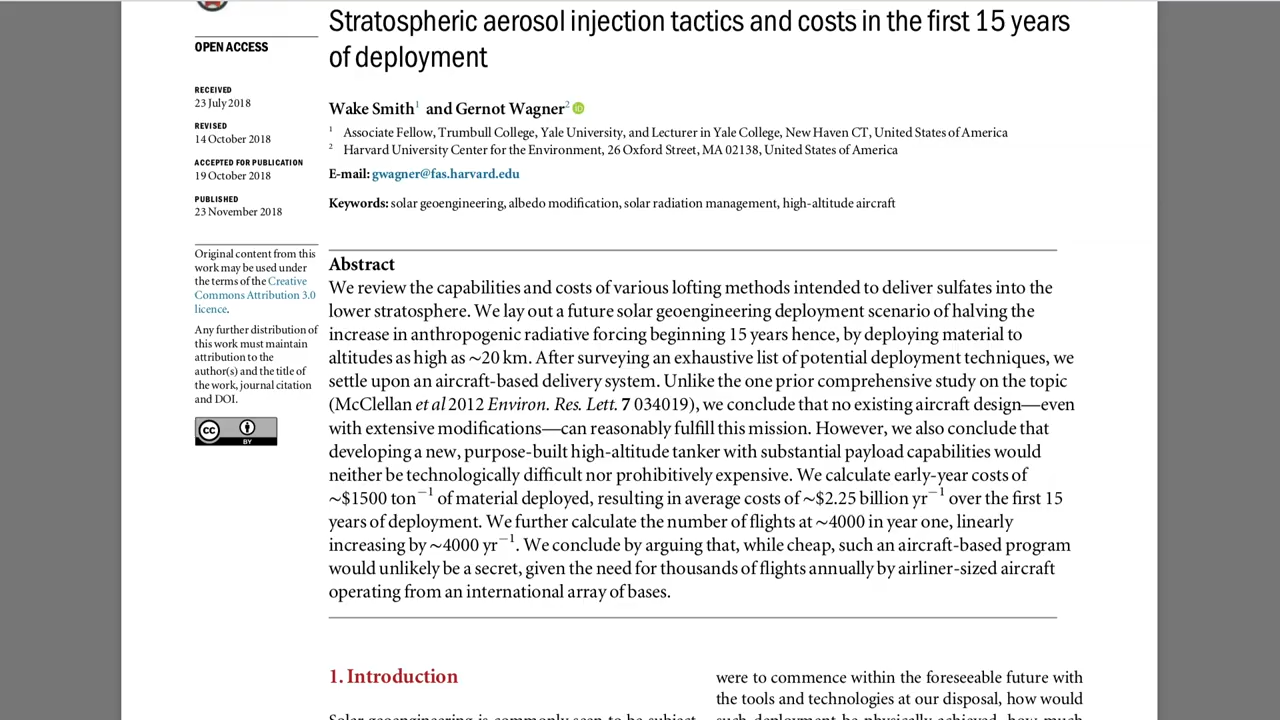 Stratospheric aerosol injection tactics and costs in the first 15 years
of deployment
OPEN ACCESS
RECEIVED
23 July 2018
REVISED
14 October 2018
ACCEPTED FOR PUBLICATION
19 October 2018
PUBLISHED
23 November 2018
Original content from this
work may be used under
the terms of the Creative
Commons Attribution 3.0
licence.
Any further distribution of
this work must maintain
attribution to the
author(s) and the title of
the work, journal citation
and DOI.
CC BY
Wake Smith¹ and Gernot Wagner² iD
¹ Associate Fellow, Trumbull College, Yale University, and Lecturer in Yale College, New Haven CT, United States of America
² Harvard University Center for the Environment, 26 Oxford Street, MA 02138, United States of America
E-mail: gwagner@fas.harvard.edu
Keywords: solar geoengineering, albedo modification, solar radiation management, high-altitude aircraft
Abstract
We review the capabilities and costs of various lofting methods intended to deliver sulfates into the
lower stratosphere. We lay out a future solar geoengineering deployment scenario of halving the
increase in anthropogenic radiative forcing beginning 15 years hence, by deploying material to
altitudes as high as ~20 km. After surveying an exhaustive list of potential deployment techniques, we
settle upon an aircraft-based delivery system. Unlike the one prior comprehensive study on the topic
(McClellan et al 2012 Environ. Res. Lett. 7 034019), we conclude that no existing aircraft design—even
with extensive modifications—can reasonably fulfill this mission. However, we also conclude that
developing a new, purpose-built high-altitude tanker with substantial payload capabilities would
neither be technologically difficult nor prohibitively expensive. We calculate early-year costs of
~$1500 ton⁻¹ of material deployed, resulting in average costs of ~$2.25 billion yr⁻¹ over the first 15
years of deployment. We further calculate the number of flights at ~4000 in year one, linearly
increasing by ~4000 yr⁻¹. We conclude by arguing that, while cheap, such an aircraft-based program
would unlikely be a secret, given the need for thousands of flights annually by airliner-sized aircraft
operating from an international array of bases.
1. Introduction
Solar geoengineering is commonly seen to be subject
were to commence within the foreseeable future with
the tools and technologies at our disposal, how would
such deployment be physically achieved, how much